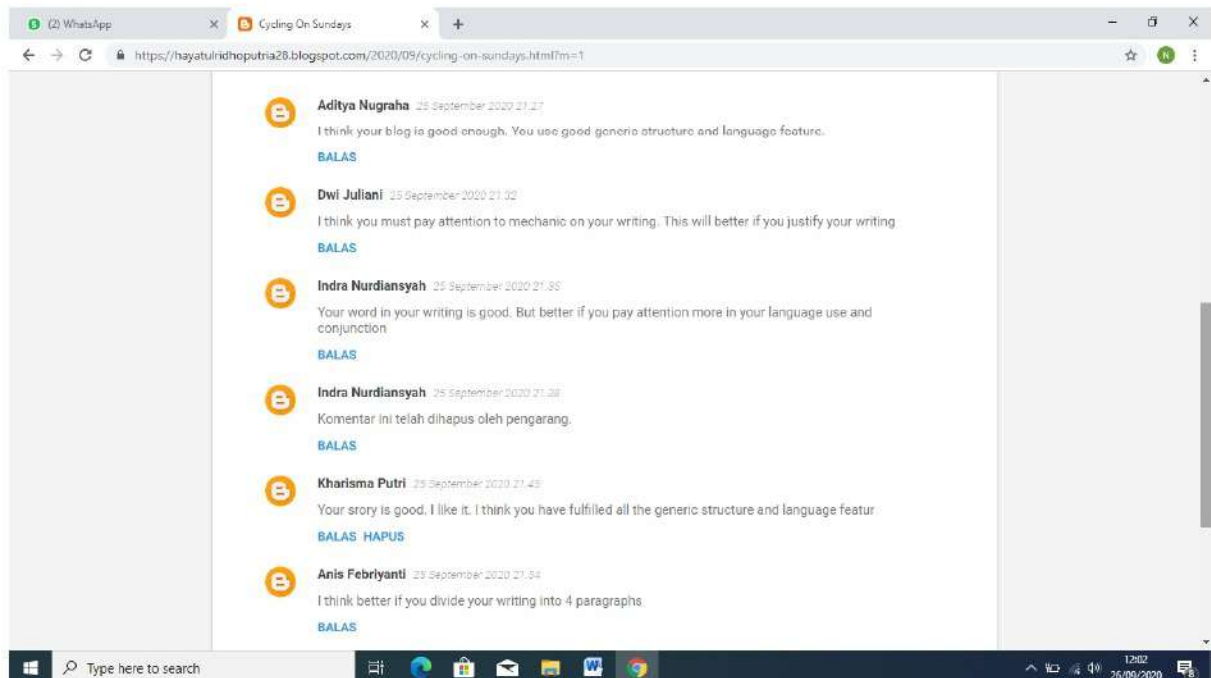 (2) WhatsApp
Cycling On Sundays
https://hayatulridhoputria28.blogspot.com/2020/09/cycling-on-sundays.html?m=1
N
Aditya Nugraha 25 September 2020 21.27
I think your blog is good enough. You use good generic structure and language feature.
BALAS
Dwi Juliani 25 September 2020 21.32
I think you must pay attention to mechanic on your writing. This will better if you justify your writing
BALAS
Indra Nurdiansyah 25 September 2020
Your word in your writing is good. But better if you pay attention more in your language use and
conjunction
BALAS
Indra Nurdiansyah 25 September 2020
Komentar ini telah dihapus oleh pengarang.
BALAS
Kharisma Putri 25 September 2020
Your srory is good. I like it. I think you have fulfilled all the generic structure and language featur
BALAS HAPUS
Anis Febriyanti 25 September 2020 21.54
I think better if you divide your writing into 4 paragraphs
BALAS
Type here to search
12:02
26/09/2020